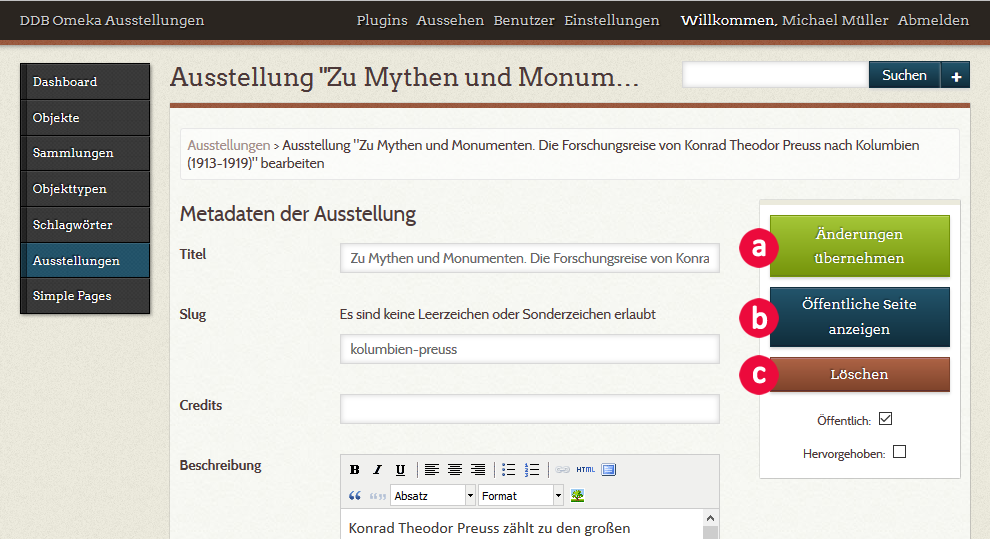 DDB Omeka Ausstellungen
Plugins Aussehen Benutzer Einstellungen Willkommen, Michael Müller Abmelden
Dashboard
Objekte
Sammlungen
Objekttypen
Schlagwörter
Ausstellungen
Simple Pages
Ausstellung "Zu Mythen und Monum...
Suchen +
Ausstellungen > Ausstellung "Zu Mythen und Monumenten. Die Forschungsreise von Konrad Theodor Preuss nach Kolumbien
(1913-1919)" bearbeiten
Metadaten der Ausstellung
Titel
Zu Mythen und Monumenten. Die Forschungsreise von Konra
Slug
Es sind keine Leerzeichen oder Sonderzeichen erlaubt
kolumbien-preuss
Credits
Beschreibung
B I U HTML
Absatz Format
Konrad Theodor Preuss zählt zu den großen
a
Änderungen
übernehmen
b
Öffentliche Seite
anzeigen
c
Löschen
Öffentlich:
Hervorgehoben: